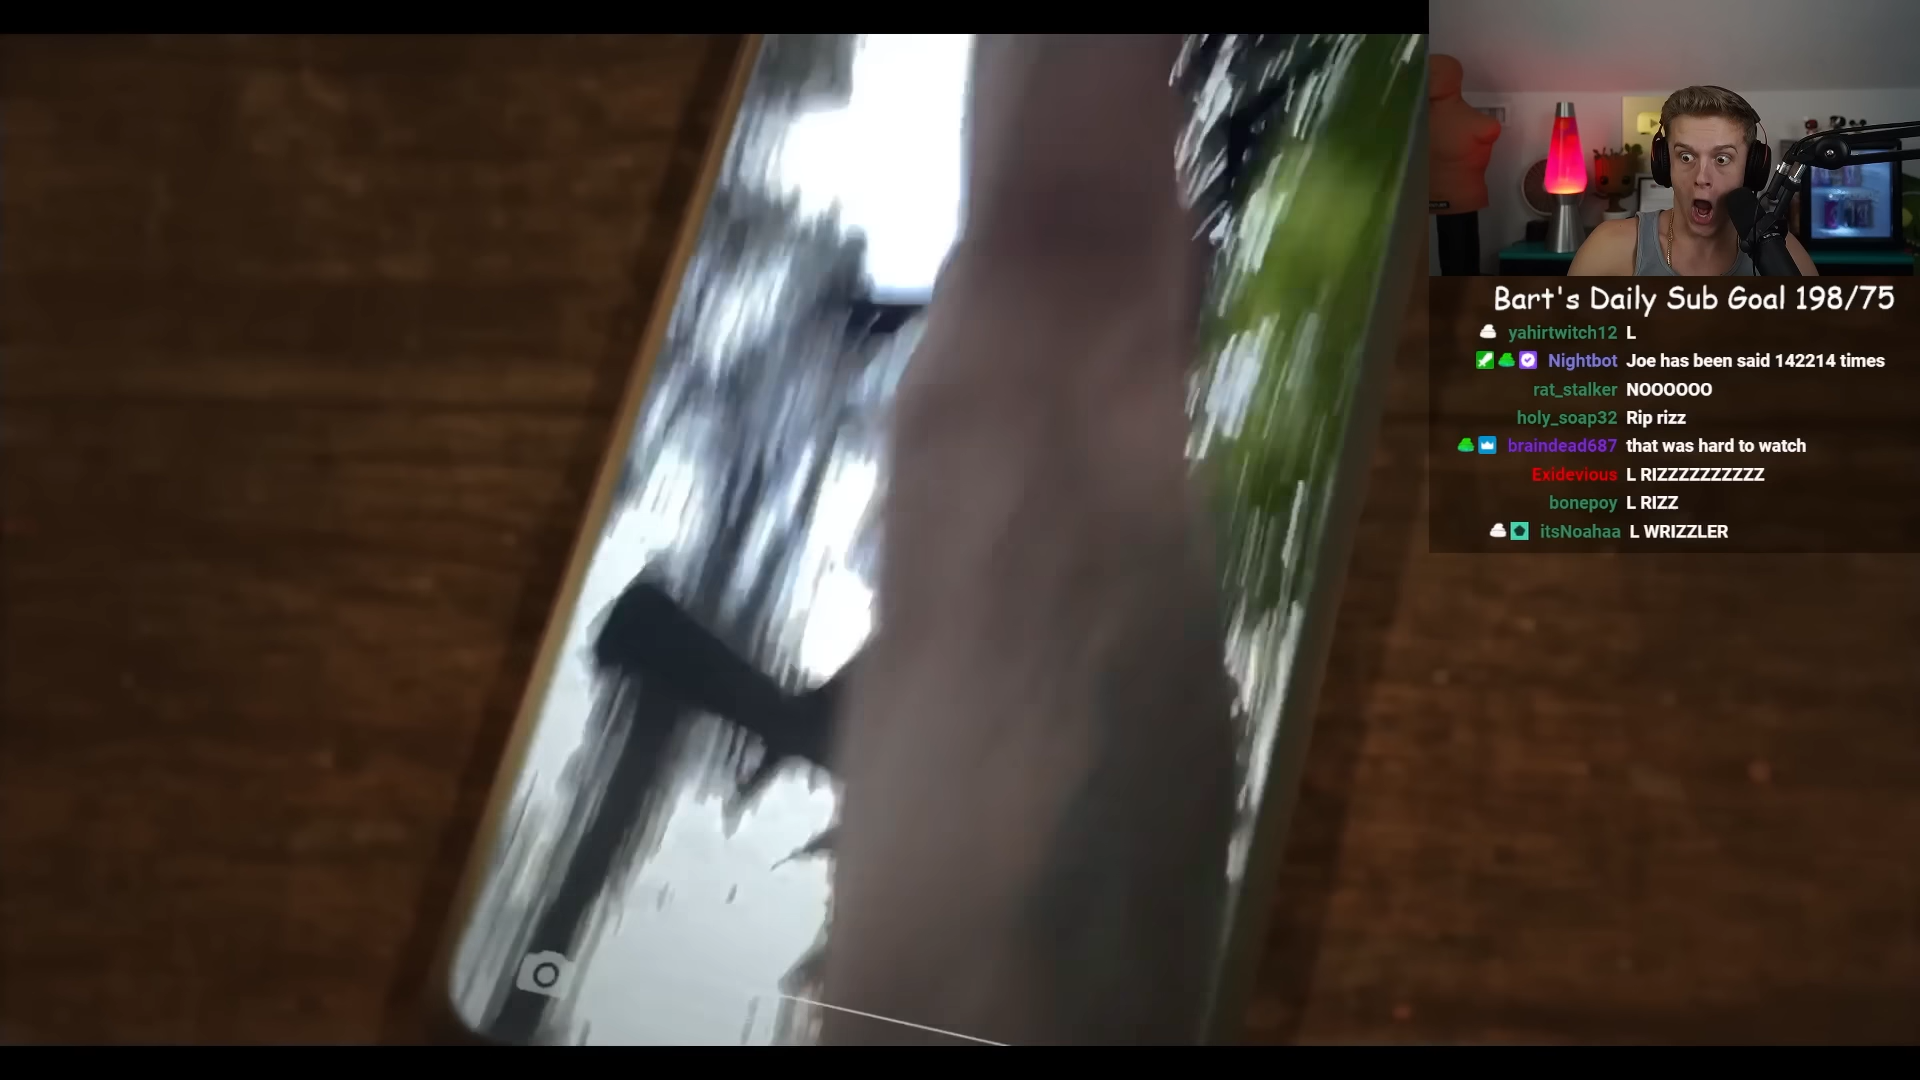 Bart's Daily Sub Goal 198/75
yahirtwitch12 L
Nightbot Joe has been said 142214 times
rat_stalker NOOOOOO
holy_soap32 Rip rizz
braindead687 that was hard to watch
Exidevious L RIZZZZZZZZZZ
bonepoy L RIZZ
itsNoahaa L WRIZZLER